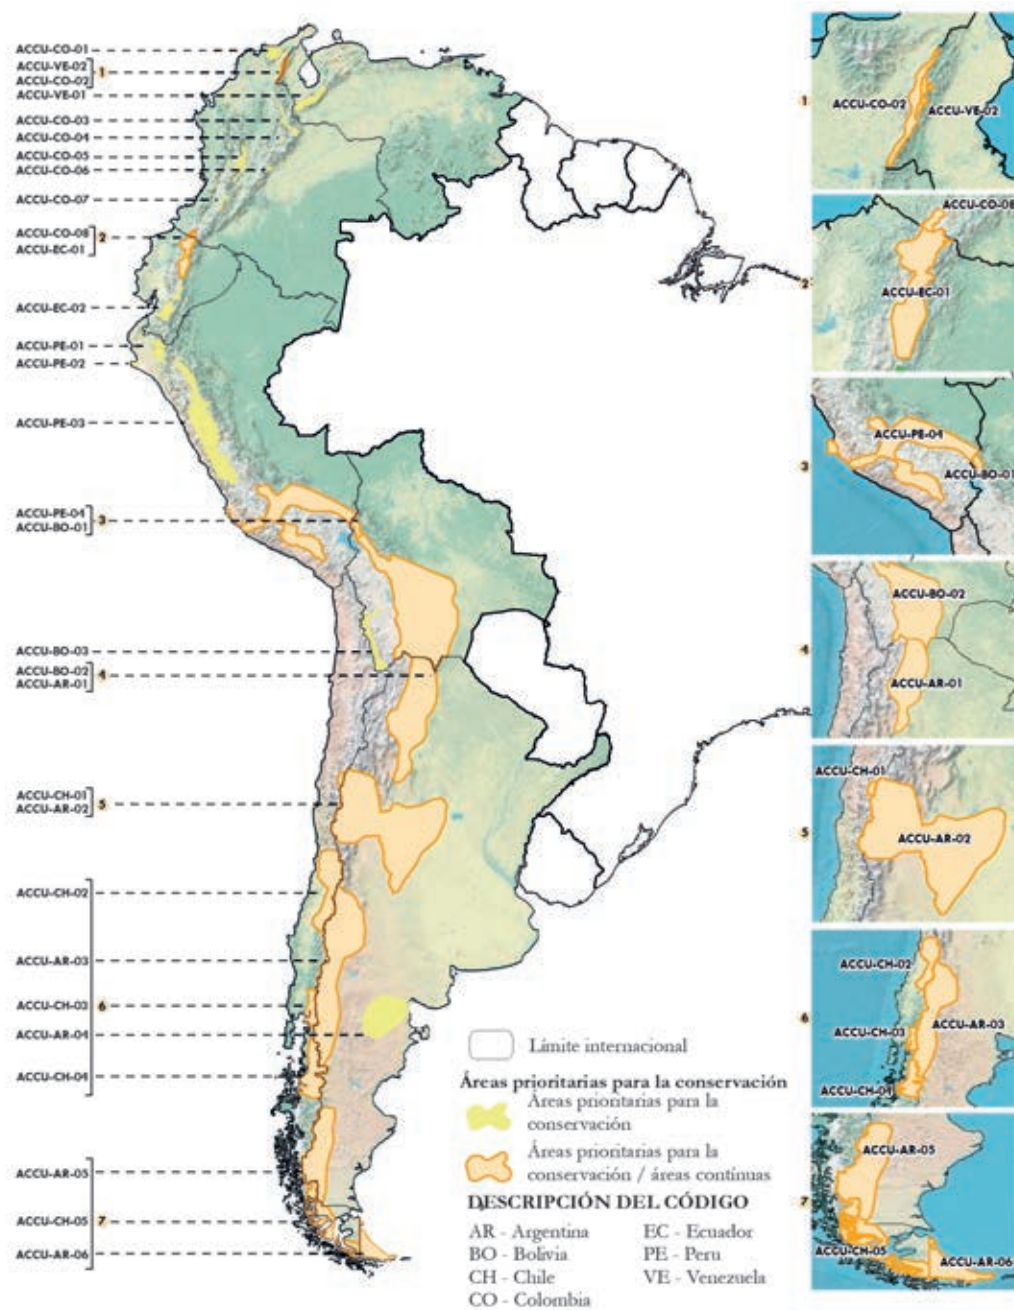 ACCU-CO-01
ACCU-VE-02
ACCU-CO-02
1
ACCU-VE-01
ACCU-CO-03
ACCU-CO-04
ACCU-CO-05
ACCU-CO-06
ACCU-CO-07
ACCU-CO-08
ACCU-EC-01
2
ACCU-EC-02
ACCU-PE-01
ACCU-PE-02
ACCU-PE-03
ACCU-PE-04
ACCU-BO-01
3
ACCU-BO-03
ACCU-BO-02
ACCU-AR-01
4
ACCU-CH-01
ACCU-AR-02
5
ACCU-CH-02
ACCU-AR-03
ACCU-CH-03
6
ACCU-AR-04
ACCU-CH-04
ACCU-AR-05
ACCU-CH-05
7
ACCU-AR-06
Límite internacional
Áreas prioritarias para la conservación
Áreas prioritarias para la
conservación
Áreas prioritarias para la
conservación / áreas contínuas
DESCRIPCIÓN DEL CÓDIGO
AR - Argentina
BO - Bolivia
CH - Chile
CO - Colombia
EC - Ecuador
PE - Peru
VE - Venezuela
1
ACCU-CO-02
ACCU-VE-02
2
ACCU-CO-08
ACCU-EC-01
3
ACCU-PE-04
ACCU-BO-01
4
ACCU-BO-02
ACCU-AR-01
5
ACCU-CH-01
ACCU-AR-02
6
ACCU-CH-02
ACCU-CH-03
ACCU-AR-03
ACCU-CH-04
7
ACCU-AR-05
ACCU-CH-05
ACCU-AR-06